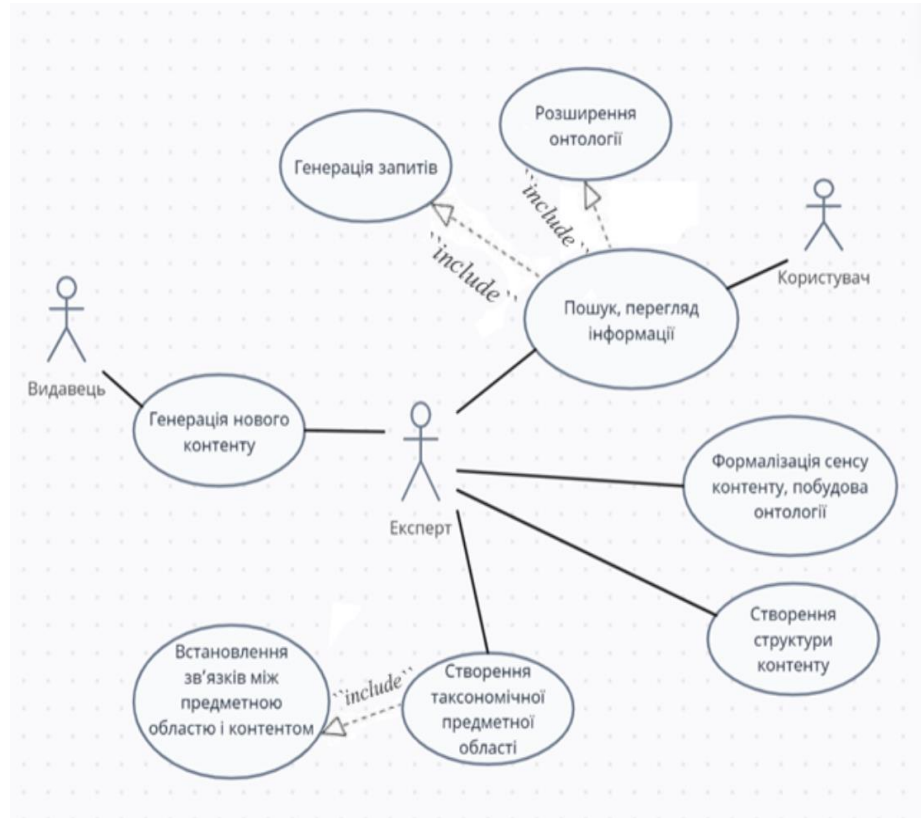 Розширення
онтології
Генерація запитів
``include``
``include``
Користувач
Пошук, перегляд
інформації
Видавець
Генерація нового
контенту
Експерт
Формалізація сенсу
контенту, побудова
онтології
Створення
структури
контенту
Встановлення
зв’язків між
предметною
областю і контентом
``include``
Створення
таксономічної
предметної
області